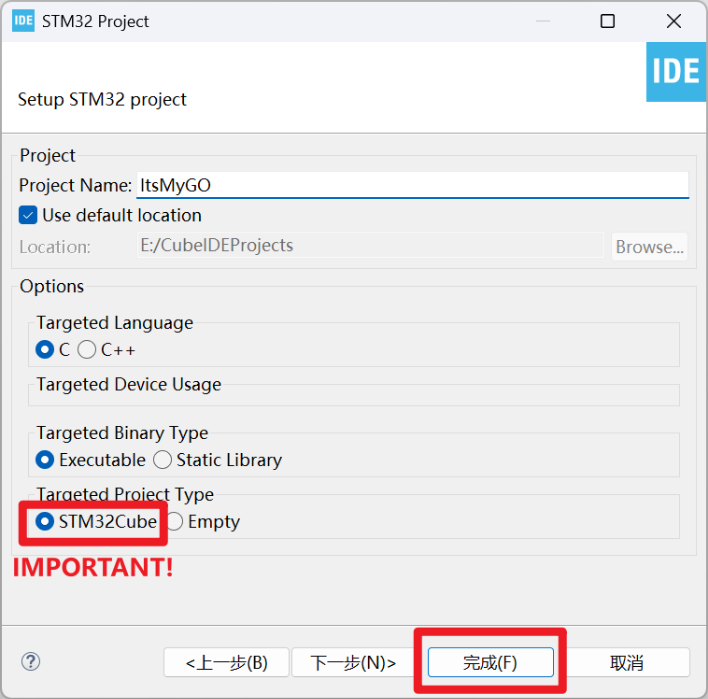 IDE STM32 Project
IDE
Setup STM32 project
Project
Project Name: ItsMyGO
Use default location
Location: E:/CubeIDEProjects Browse...
Options
Targeted Language
C C++
Targeted Device Usage
Targeted Binary Type
Executable Static Library
Targeted Project Type
STM32Cube Empty
IMPORTANT!
? <上一步(B) 下一步(N)> 完成(F) 取消